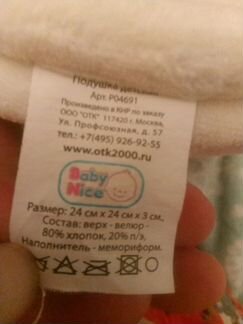 Подушка детская
Арт. P04691
Произведено в КНР по заказу
ООО "ОТК" 117420 г. Москва,
Ул. Профсоюзная, д. 57
тел.: +7(495) 926-92-55
www.otk2000.ru
Baby
Nice
Размер: 24 см х 24 см х 3 см,
Состав: верх - велюр -
80% хлопок, 20% п/э,
Наполнитель - мемориформ.